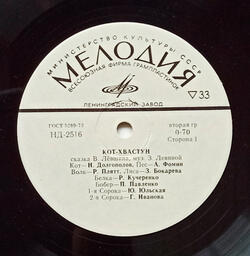 МИНИСТЕРСТВО КУЛЬТУРЫ СССР
МЕЛОДИЯ
ВСЕСОЮЗНАЯ ФИРМА ГРАМПЛАСТИНОК
ЛЕНИНГРАДСКИЙ ЗАВОД
▽33
ГОСТ 5289-73
НД-2516
вторая гр
0-70
Сторона 1
КОТ-ХВАСТУН
сказка В. Лёвшина, муз. З. Левиной
Кот—Н. Долгополов, Пес—А. Фомин
Волк—Р. Плятт, Лиса—З. Бокарева
Белка—Р. Кучеренко
Бобер—П. Павленко
1-я Сорока—Ю. Юльская
2-я Сорока—Г. Иванова